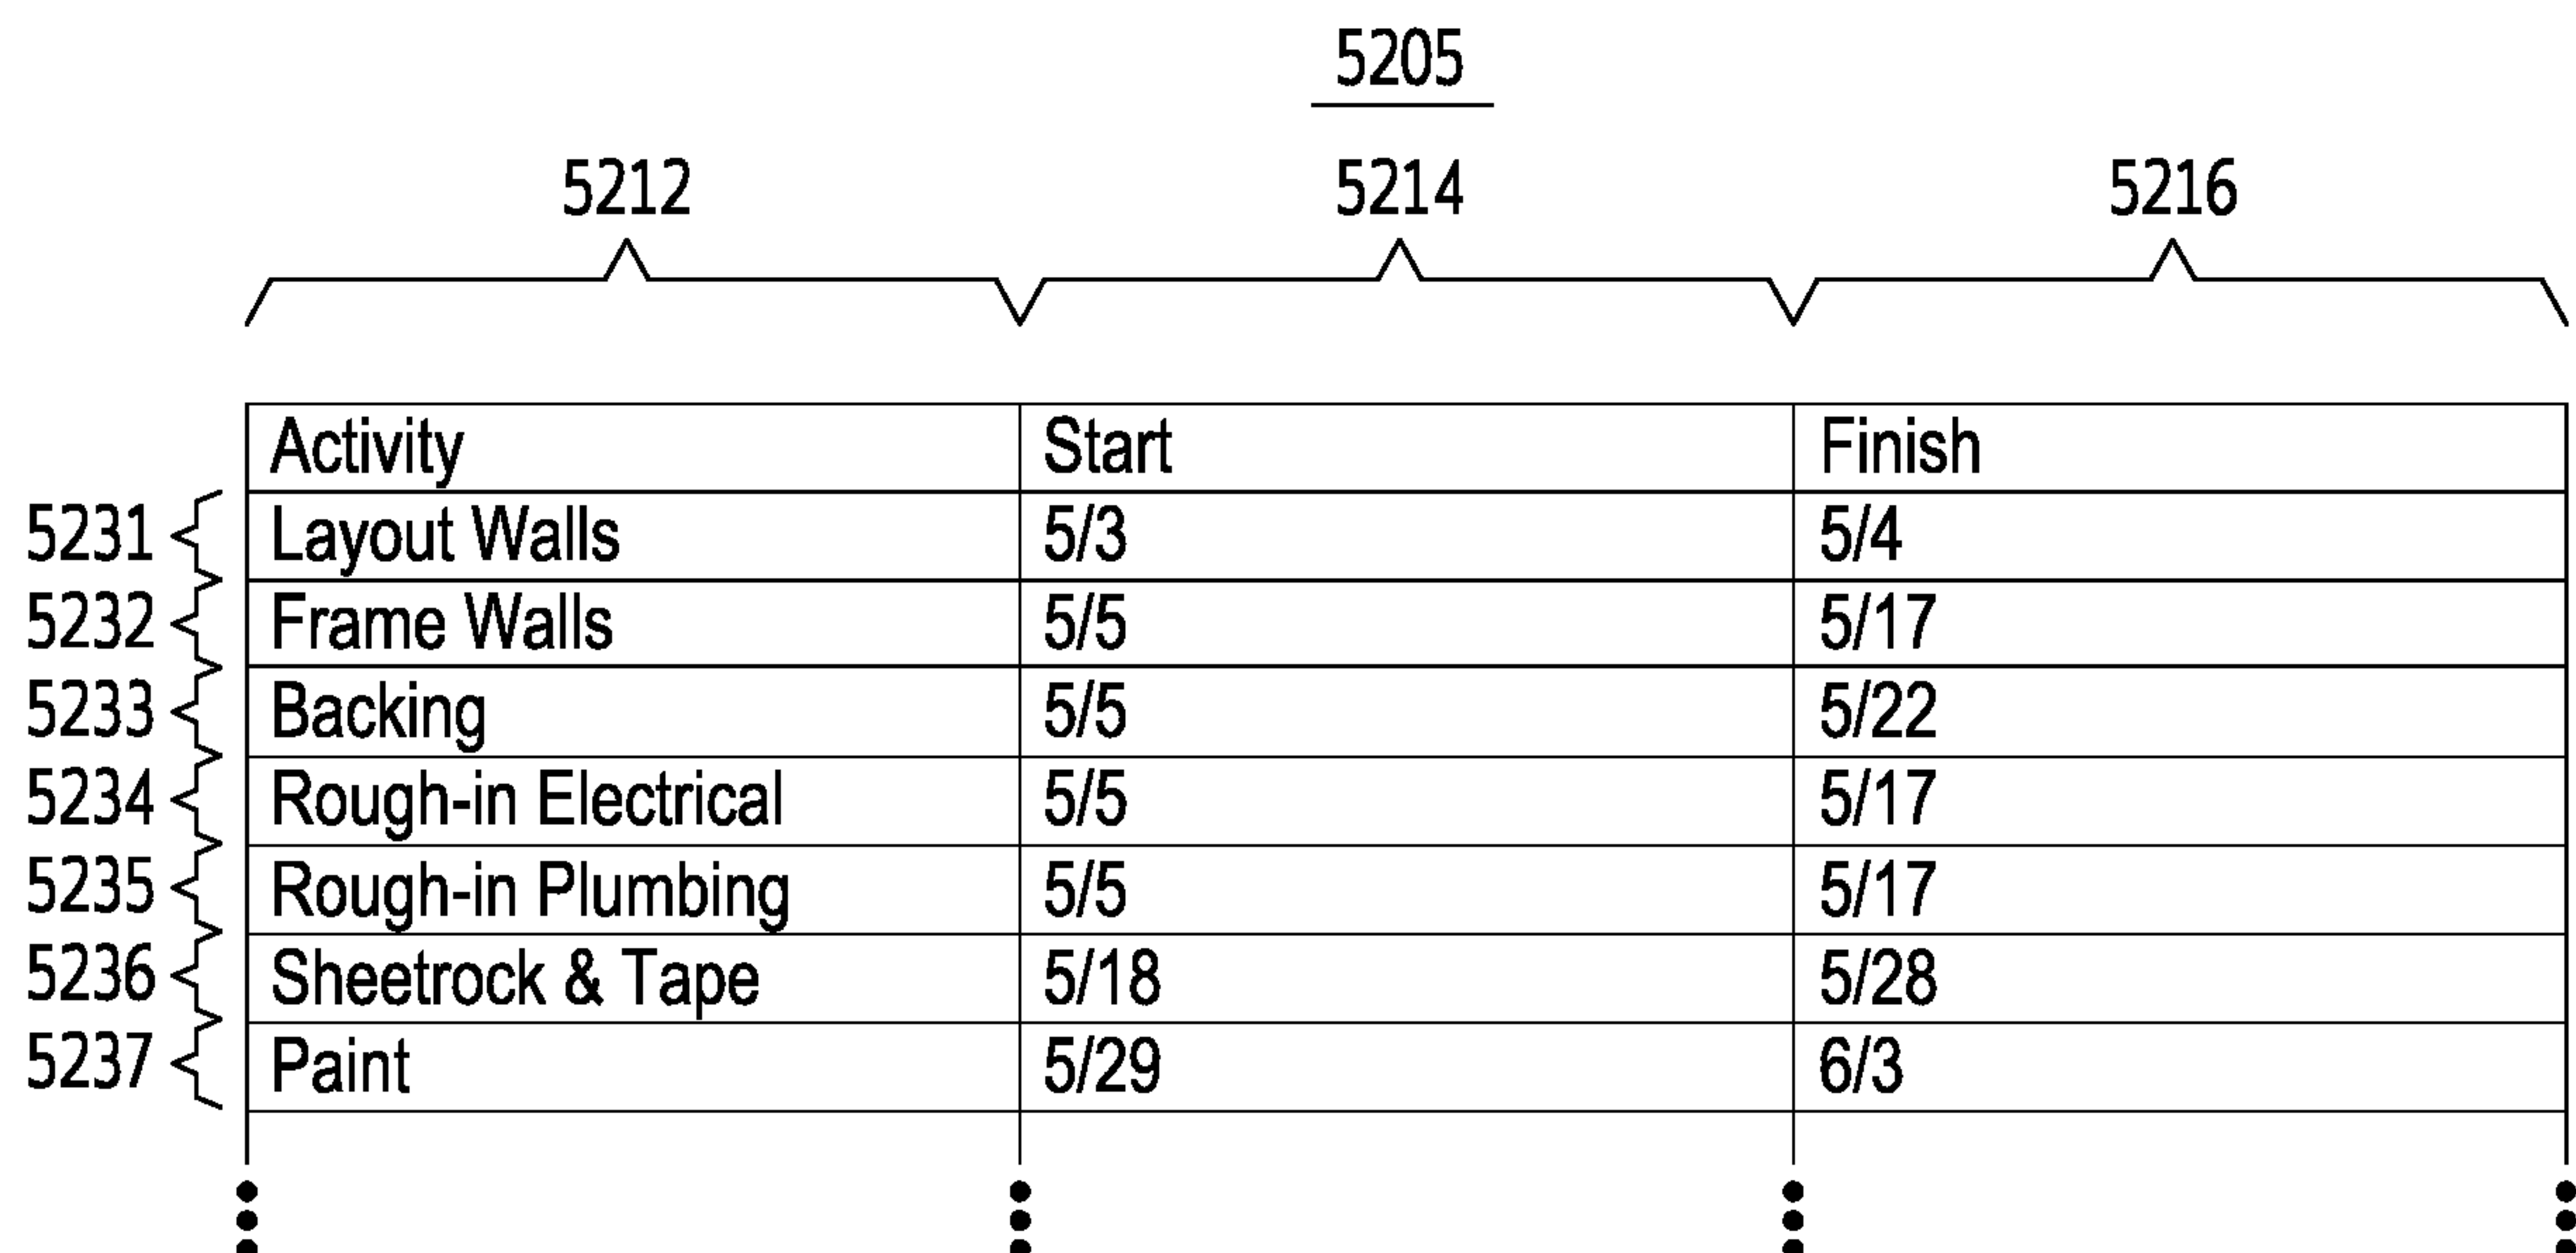 5205
5212 5214 5216
Activity Start Finish
5231 Layout Walls 5/3 5/4
5232 Frame Walls 5/5 5/17
5233 Backing 5/5 5/22
5234 Rough-in Electrical 5/5 5/17
5235 Rough-in Plumbing 5/5 5/17
5236 Sheetrock & Tape 5/18 5/28
5237 Paint 5/29 6/3